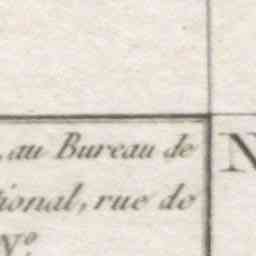 au Bureau de
tional, rue de
N.º
N